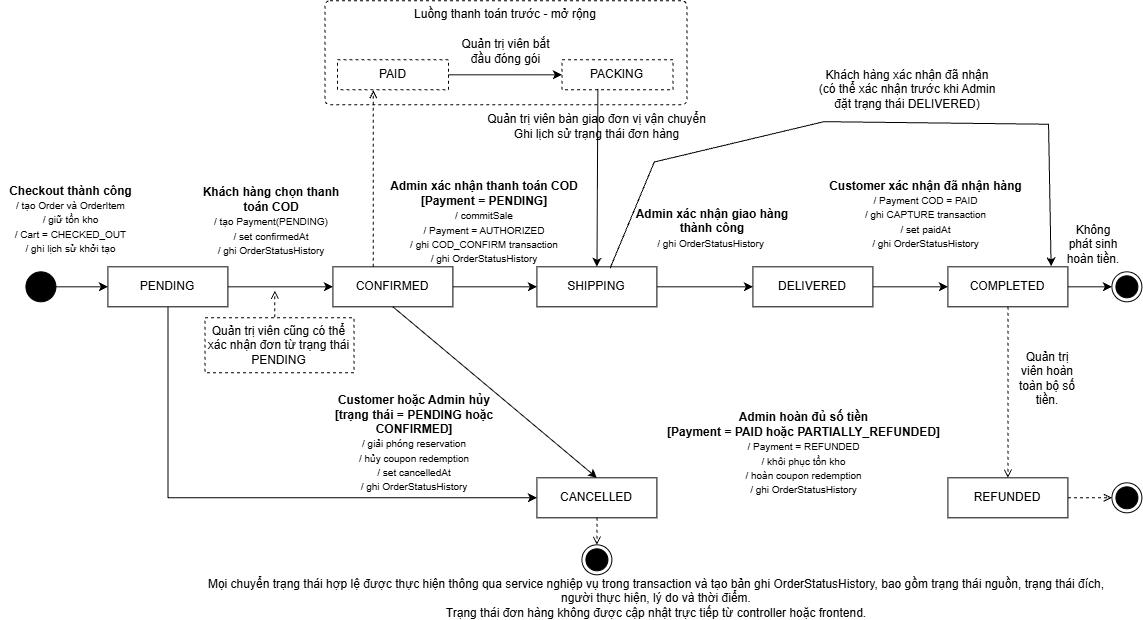 Luồng thanh toán trước - mở rộng
Quản trị viên bắt
đầu đóng gói
PAID
PACKING
Khách hàng xác nhận đã nhận
(có thể xác nhận trước khi Admin
đặt trạng thái DELIVERED)
Quản trị viên bàn giao đơn vị vận chuyển
Ghi lịch sử trạng thái đơn hàng
Checkout thành công
/ tạo Order và OrderItem
/ giữ tồn kho
/ Cart = CHECKED_OUT
/ ghi lịch sử khởi tạo
Khách hàng chọn thanh
toán COD
/ tạo Payment(PENDING)
/ set confirmedAt
/ ghi OrderStatusHistory
Admin xác nhận thanh toán COD
[Payment = PENDING]
/ commitSale
/ Payment = AUTHORIZED
/ ghi COD_CONFIRM transaction
/ ghi OrderStatusHistory
Admin xác nhận giao hàng
thành công
/ ghi OrderStatusHistory
Customer xác nhận đã nhận hàng
/ Payment COD = PAID
/ ghi CAPTURE transaction
/ set paidAt
/ ghi OrderStatusHistory
Không
phát sinh
hoàn tiền.
PENDING
CONFIRMED
SHIPPING
DELIVERED
COMPLETED
Quản trị viên cũng có thể
xác nhận đơn từ trạng thái
PENDING
Quản trị
viên hoàn
toàn bộ số
tiền.
Customer hoặc Admin hủy
[trạng thái = PENDING hoặc
CONFIRMED]
/ giải phóng reservation
/ hủy coupon redemption
/ set cancelledAt
/ ghi OrderStatusHistory
Admin hoàn đủ số tiền
[Payment = PAID hoặc PARTIALLY_REFUNDED]
/ Payment = REFUNDED
/ khôi phục tồn kho
/ hoàn coupon redemption
/ ghi OrderStatusHistory
CANCELLED
REFUNDED
Mọi chuyển trạng thái hợp lệ được thực hiện thông qua service nghiệp vụ trong transaction và tạo bản ghi OrderStatusHistory, bao gồm trạng thái nguồn, trạng thái đích,
người thực hiện, lý do và thời điểm.
Trạng thái đơn hàng không được cập nhật trực tiếp từ controller hoặc frontend.